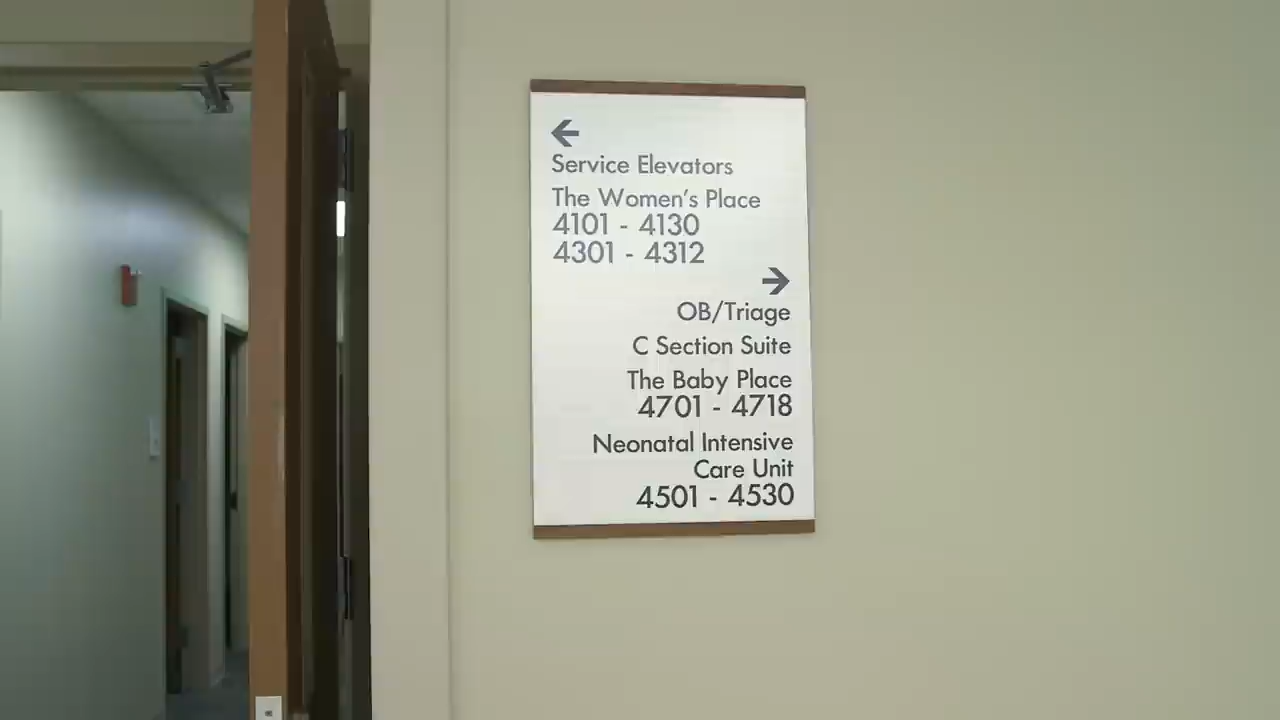 ←
Service Elevators
The Women's Place
4101 - 4130
4301 - 4312
→
OB/Triage
C Section Suite
The Baby Place
4701 - 4718
Neonatal Intensive
Care Unit
4501 - 4530